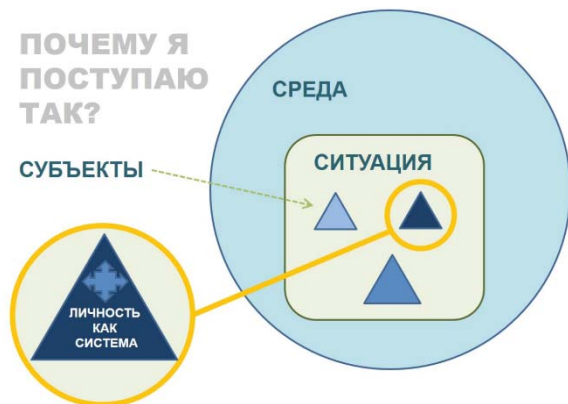 ПОЧЕМУ Я
ПОСТУПАЮ
ТАК?
СРЕДА
СУБЪЕКТЫ
СИТУАЦИЯ
ЛИЧНОСТЬ
КАК
СИСТЕМА